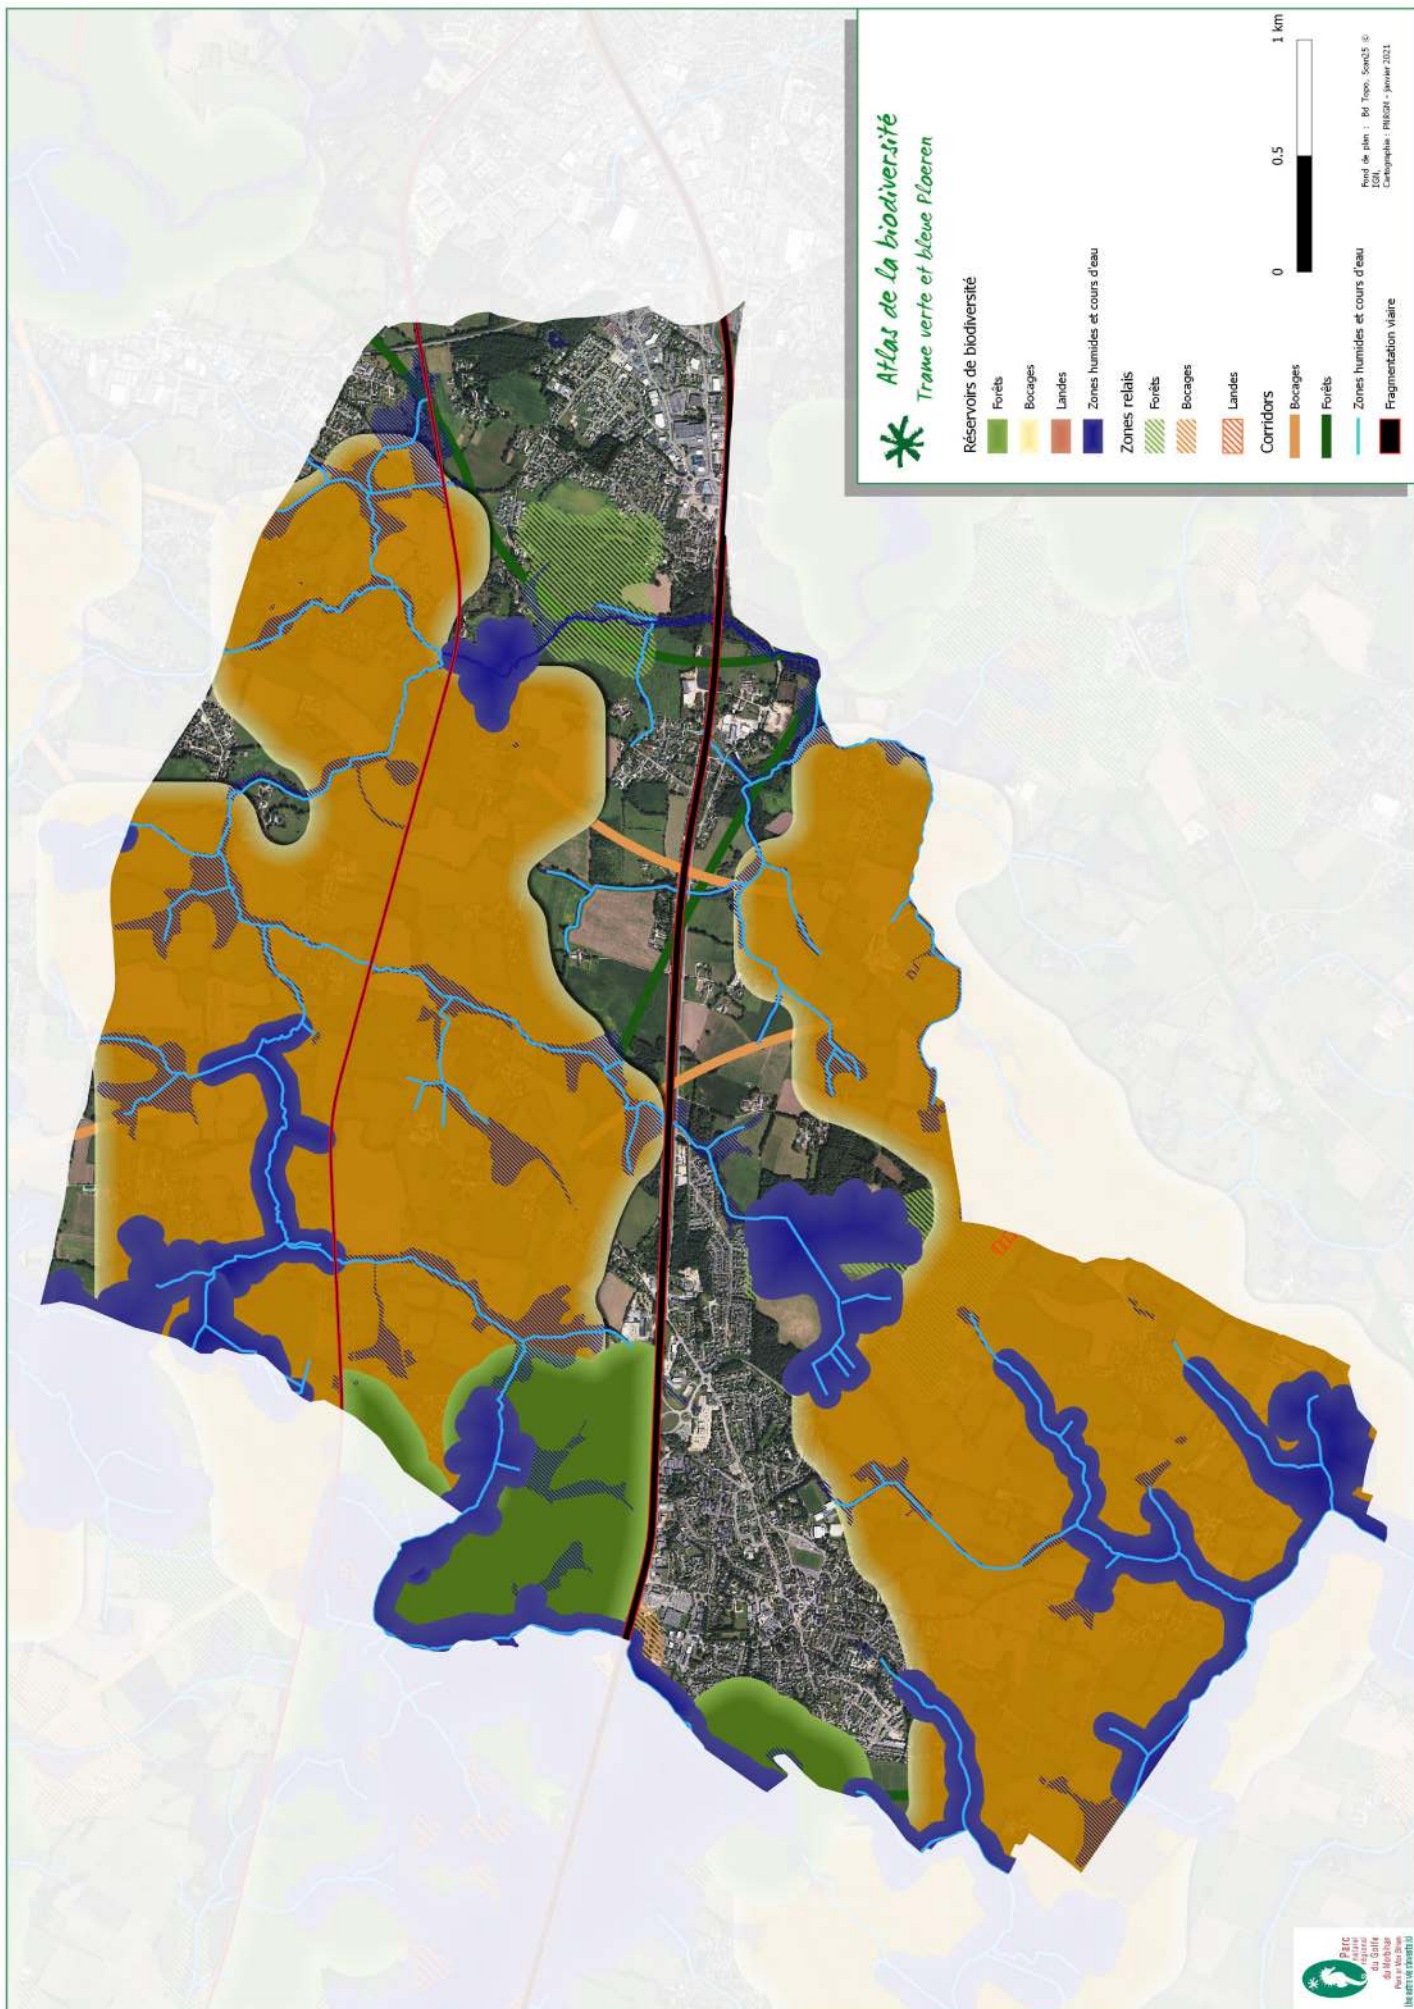 Atlas de la biodiversité
Trame verte et bleue Ploeren
Réservoirs de biodiversité
Forêts
Bocages
Landes
Zones humides et cours d'eau
Zones relais
Forêts
Bocages
Landes
Corridors
Bocages
Forêts
Zones humides et cours d'eau
Fragmentation viaire
0 0.5 1 km
Fond de plan : Bd Topo, Scan25 ©
IGN,
Cartographie : PNRGM - janvier 2021
Parc
naturel
régional
du Golfe
du Morbihan